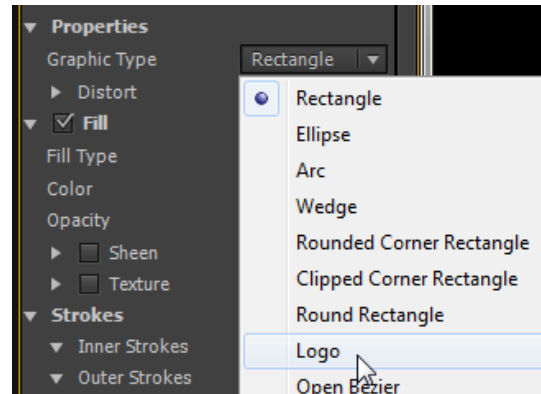 Properties
Graphic Type
Rectangle
Distort
Fill
Fill Type
Color
Opacity
Sheen
Texture
Strokes
Inner Strokes
Outer Strokes
Rectangle
Ellipse
Arc
Wedge
Rounded Corner Rectangle
Clipped Corner Rectangle
Round Rectangle
Logo
Open Bezier